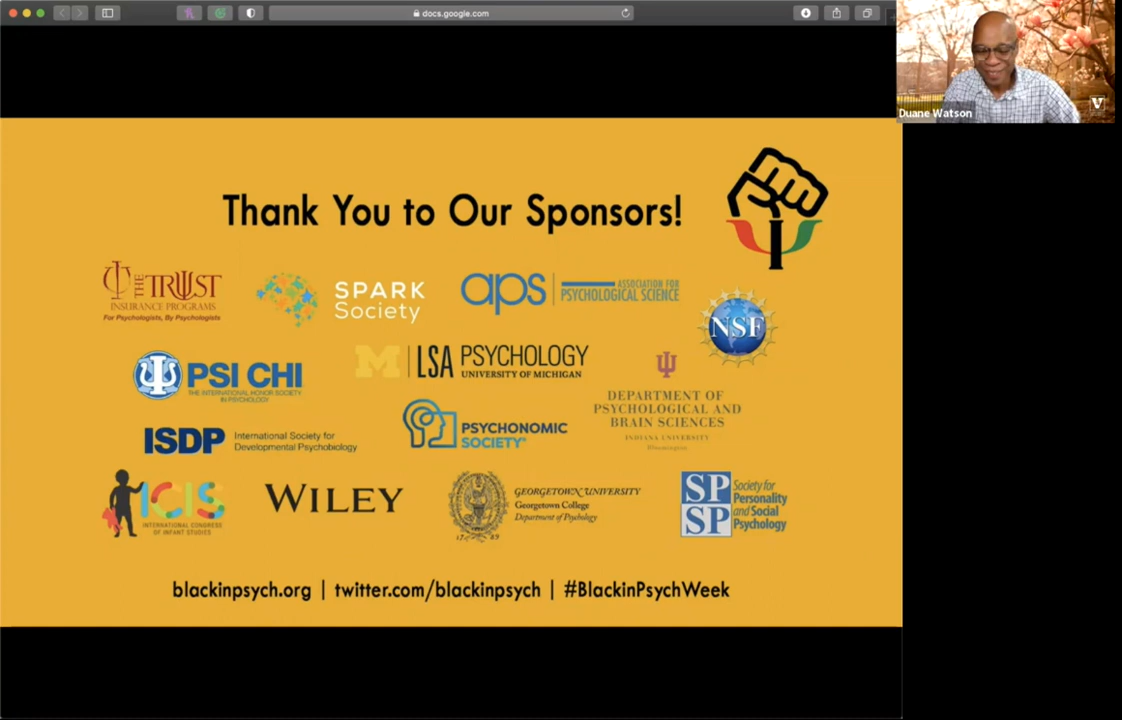 docs.google.com
Duane Watson
V
Thank You to Our Sponsors!
THE TRUST
INSURANCE PROGRAMS
For Psychologists, By Psychologists
SPARK
Society
aps
ASSOCIATION FOR
PSYCHOLOGICAL SCIENCE
NSF
Ψ PSI CHI
THE INTERNATIONAL HONOR SOCIETY
IN PSYCHOLOGY
M LSA PSYCHOLOGY
UNIVERSITY OF MICHIGAN
DEPARTMENT OF
PSYCHOLOGICAL AND
BRAIN SCIENCES
INDIANA UNIVERSITY
Bloomington
ISDP
International Society for
Developmental Psychobiology
PSYCHONOMIC
SOCIETY®
ICIS
INTERNATIONAL CONGRESS
OF INFANT STUDIES
WILEY
17 89
GEORGETOWN UNIVERSITY
Georgetown College
Department of Psychology
SP
SP
Society for
Personality
and Social
Psychology
blackinpsych.org | twitter.com/blackinpsych | #BlackinPsychWeek